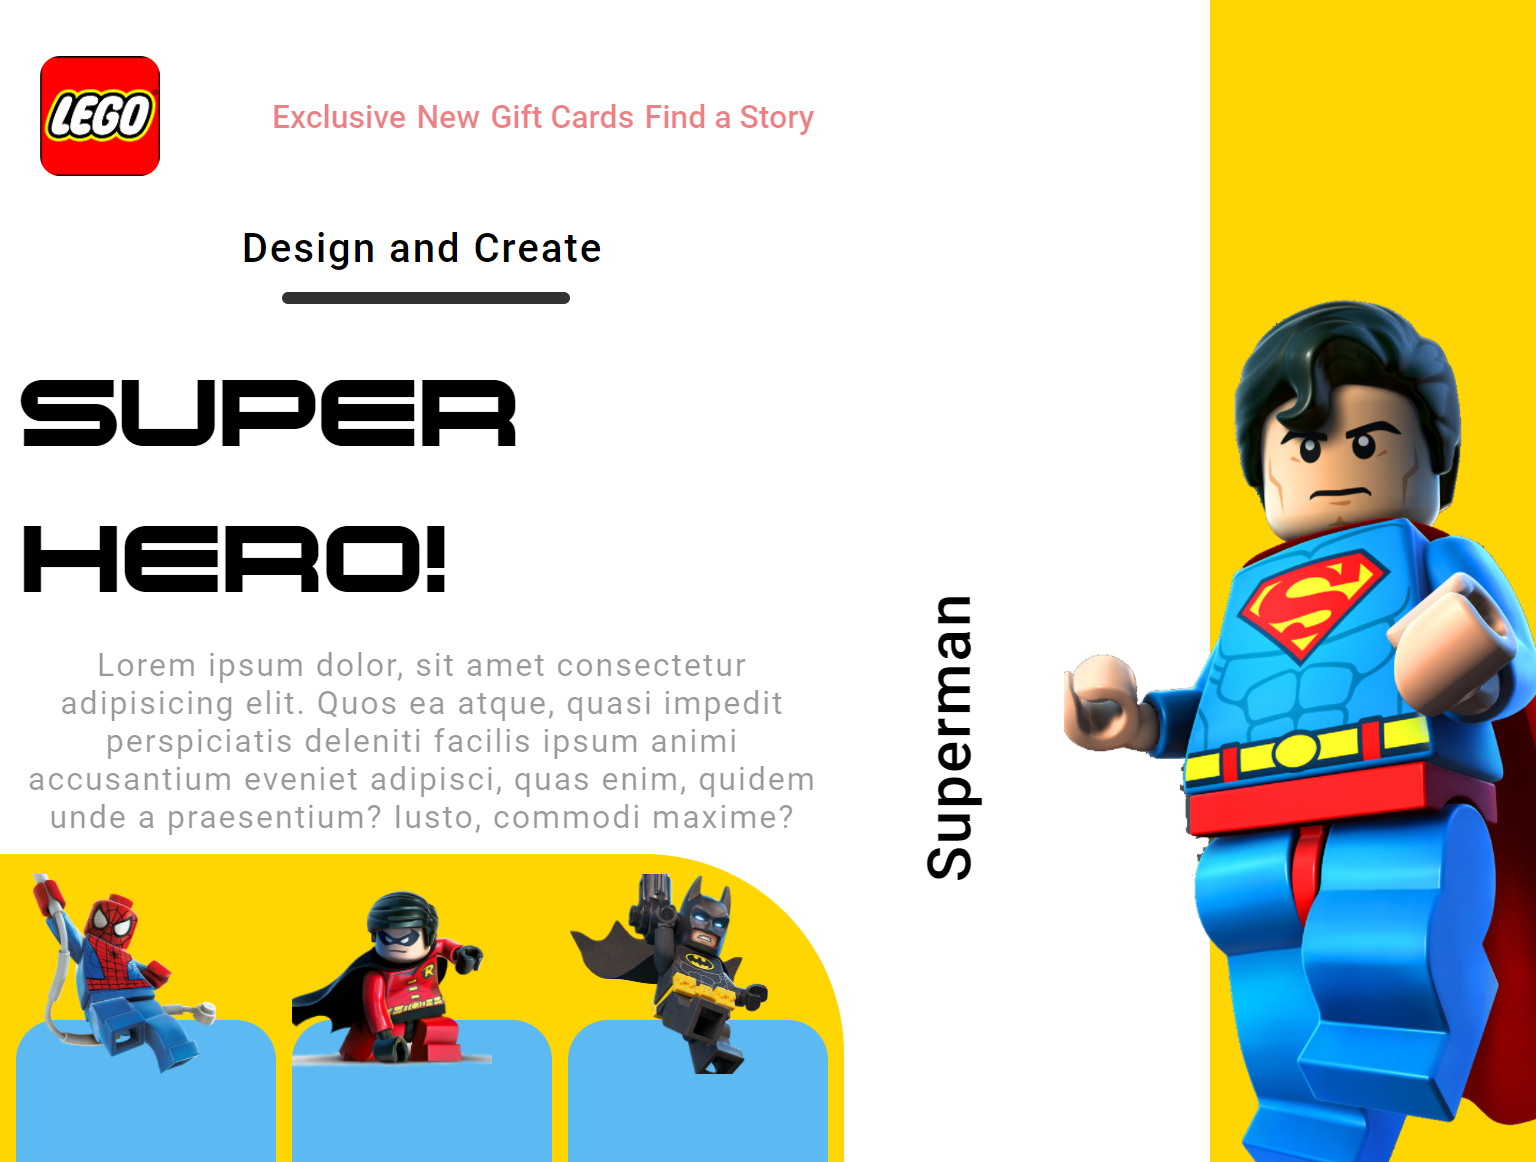 LEGO
Exclusive New Gift Cards Find a Story
Design and Create
SUPER
HERO!
Lorem ipsum dolor, sit amet consectetur
adipisicing elit. Quos ea atque, quasi impedit
perspiciatis deleniti facilis ipsum animi
accusantium eveniet adipisci, quas enim, quidem
unde a praesentium? Iusto, commodi maxime?
Superman
S
R